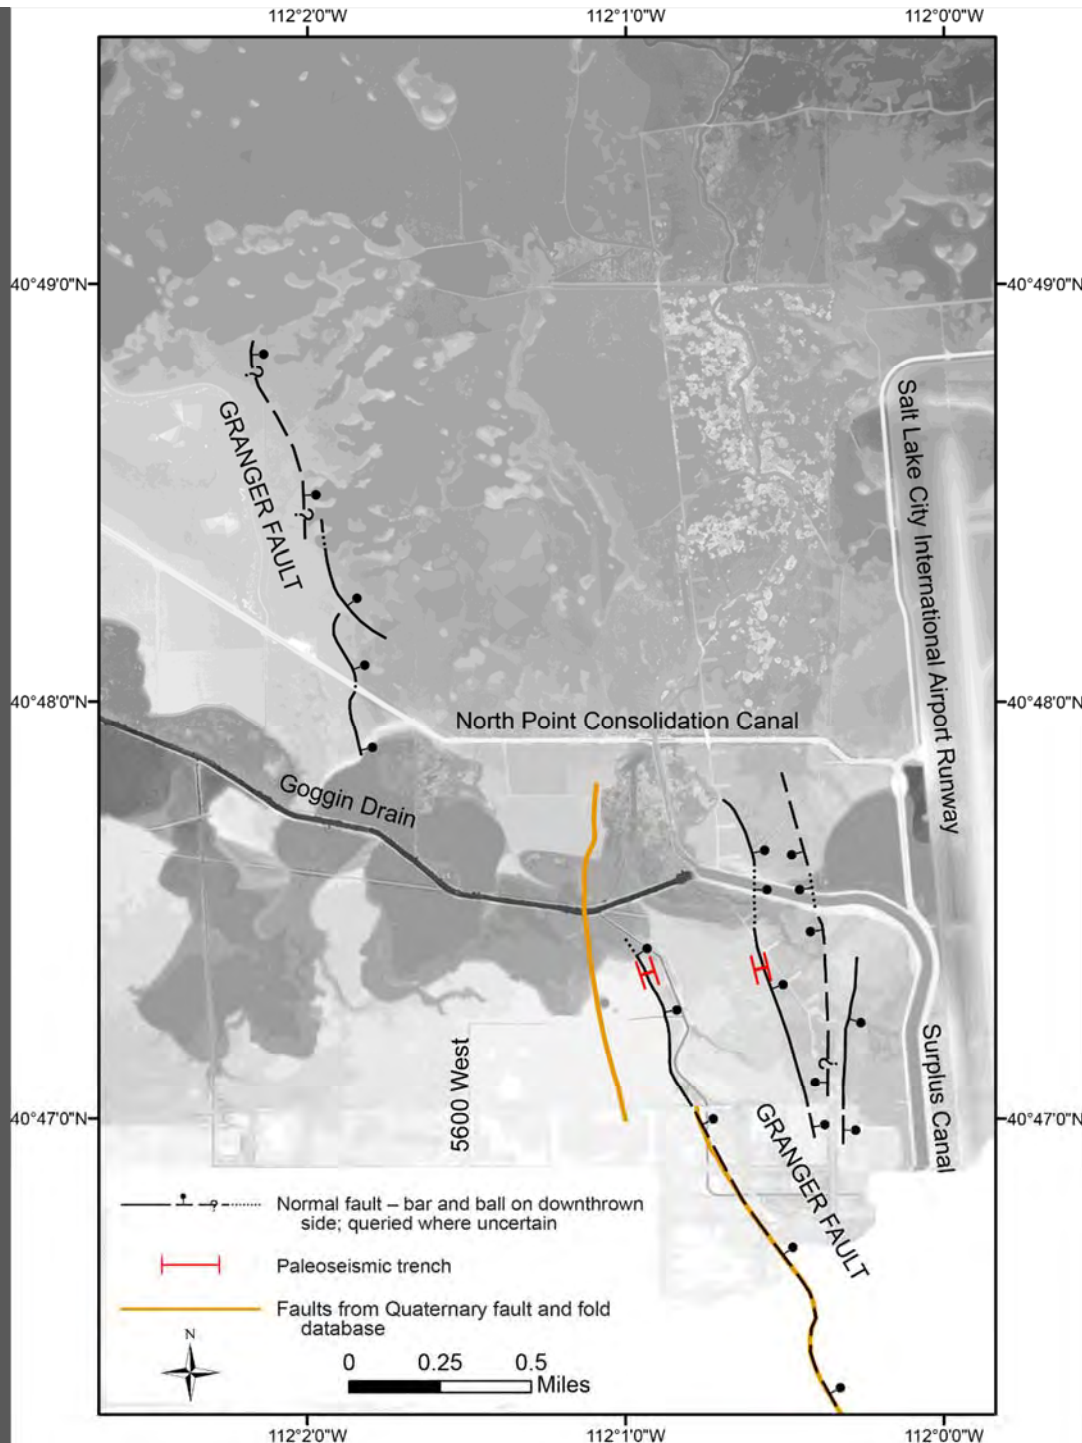 112°2'0"W
112°1'0"W
112°0'0"W
40°49'0"N
40°49'0"N
?
GRANGER FAULT
?
Salt Lake City International Airport Runway
40°48'0"N
40°48'0"N
North Point Consolidation Canal
Goggin Drain
5600 West
?
Surplus Canal
40°47'0"N
40°47'0"N
GRANGER FAULT
?
Normal fault – bar and ball on downthrown
side; queried where uncertain
Paleoseismic trench
Faults from Quaternary fault and fold
database
N
0
0.25
0.5
Miles
112°2'0"W
112°1'0"W
112°0'0"W